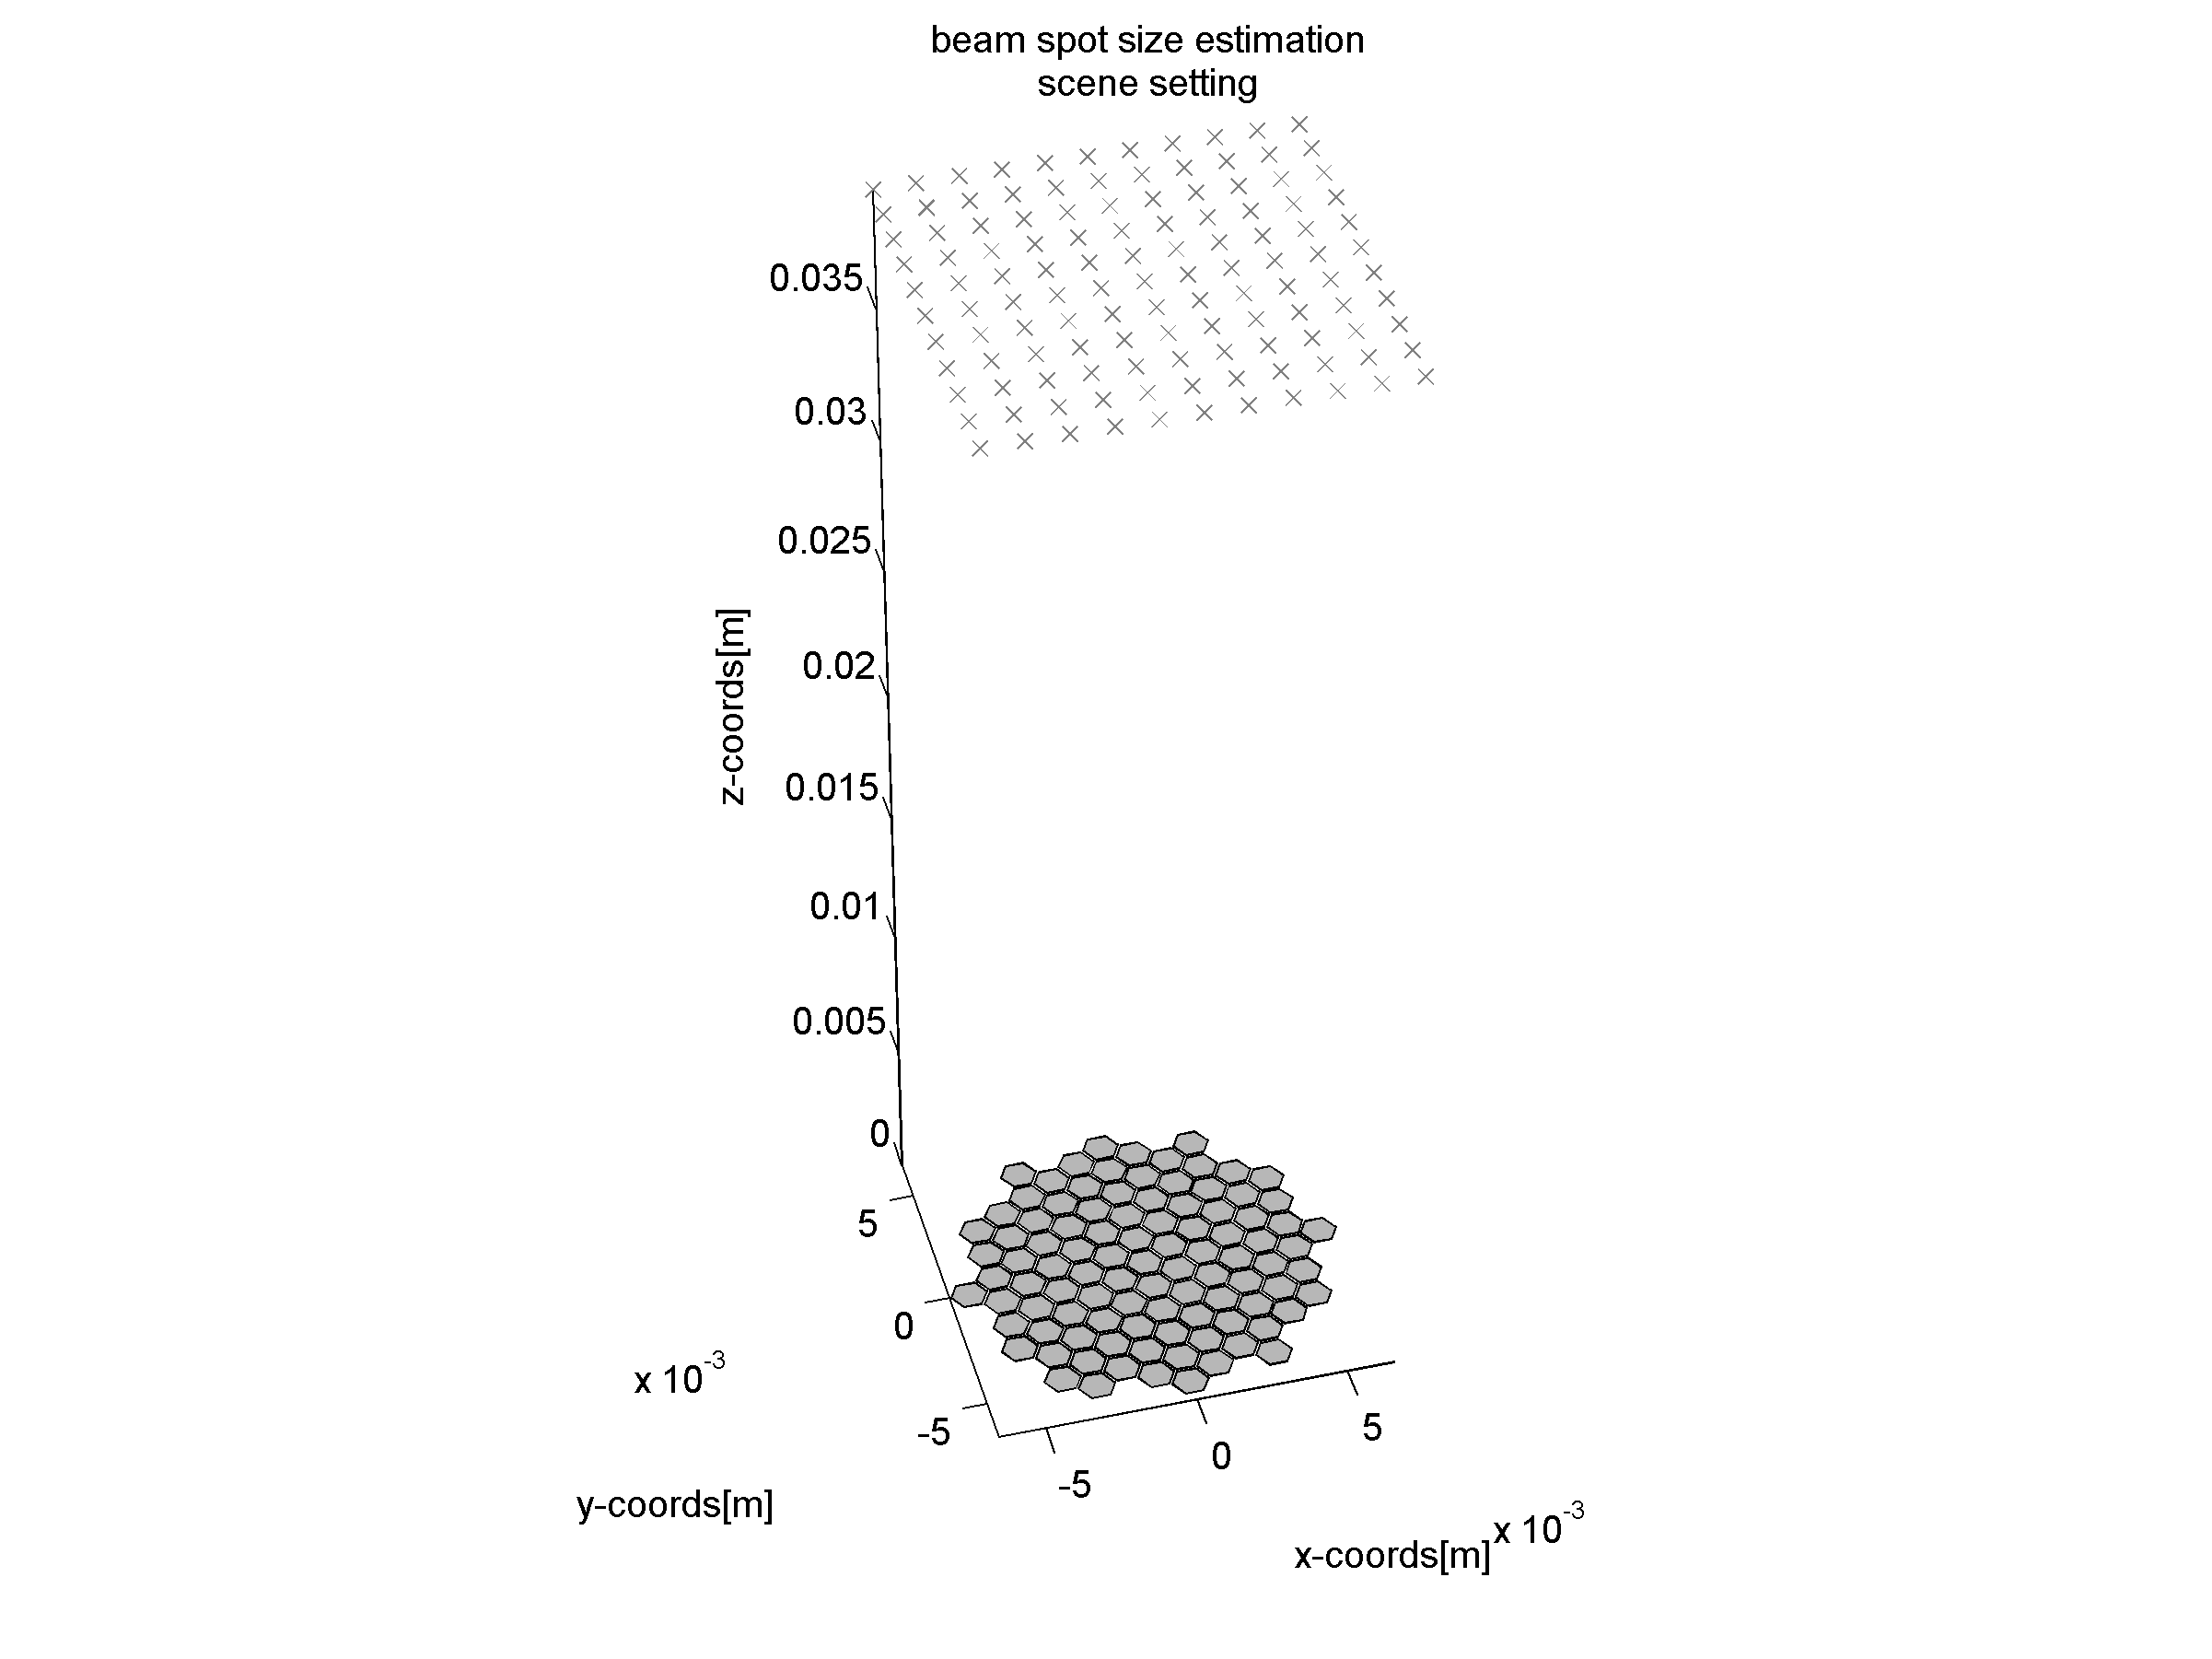 beam spot size estimation
scene setting
0.035
0.03
0.025
0.02
0.015
0.01
0.005
0
z-coords[m]
5
0
-5
x 10^-3
y-coords[m]
-5
0
5
x 10^-3
x-coords[m]